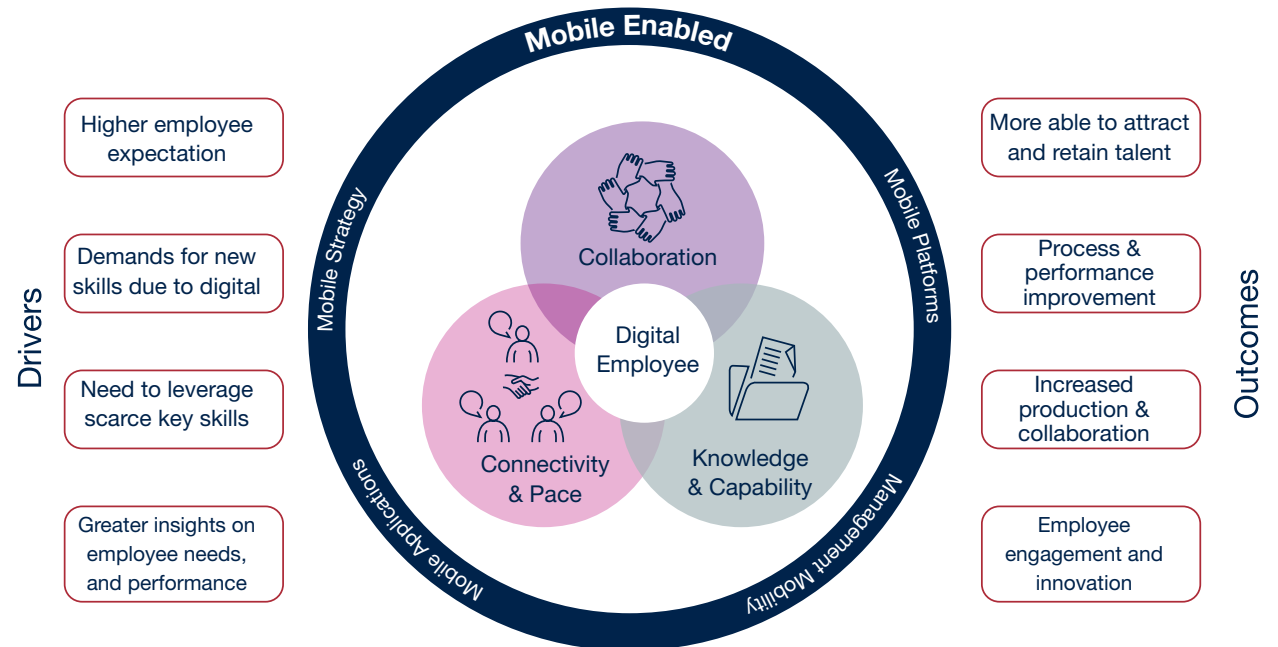 Mobile Enabled
Mobile Strategy
Mobile Platforms
Mobile Applications
Management Mobility
Drivers
Higher employee
expectation
Demands for new
skills due to digital
Need to leverage
scarce key skills
Greater insights on
employee needs,
and performance
Collaboration
Digital
Employee
Connectivity
& Pace
Knowledge
& Capability
Outcomes
More able to attract
and retain talent
Process &
performance
improvement
Increased
production &
collaboration
Employee
engagement and
innovation